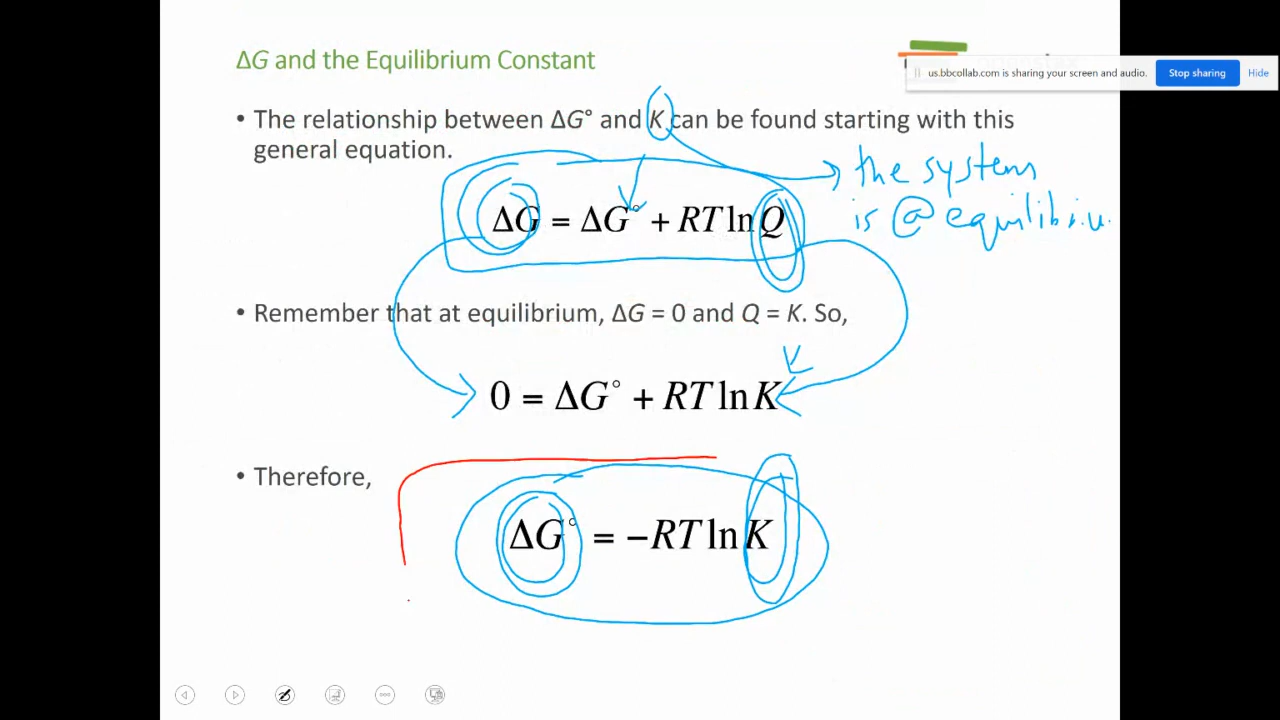 ΔG and the Equilibrium Constant
us.bbcollab.com is sharing your screen and audio. Stop sharing Hide
• The relationship between ΔG° and K can be found starting with this
general equation.
the system
is @ equilibriu.
ΔG = ΔG° + RT ln Q
• Remember that at equilibrium, ΔG = 0 and Q = K. So,
0 = ΔG° + RT ln K
• Therefore,
ΔG° = −RT ln K